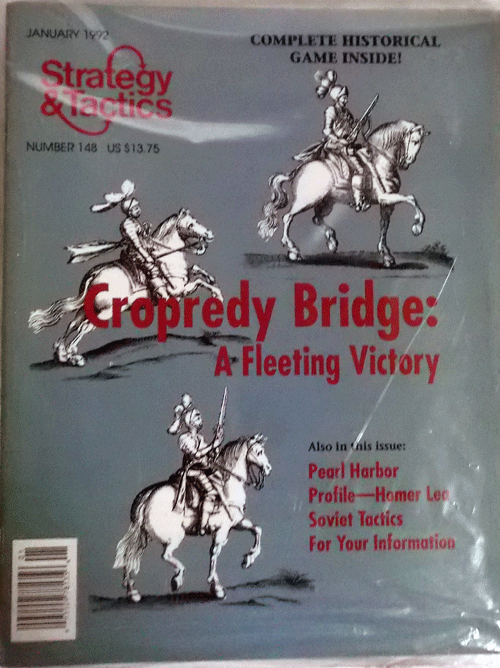 JANUARY 1992
COMPLETE HISTORICAL
GAME INSIDE!
Strategy
& Tactics
NUMBER 148 US $13.75
Cropredy Bridge:
A Fleeting Victory
Also in this issue:
Pearl Harbor
Profile—Homer Lea
Soviet Tactics
For Your Information